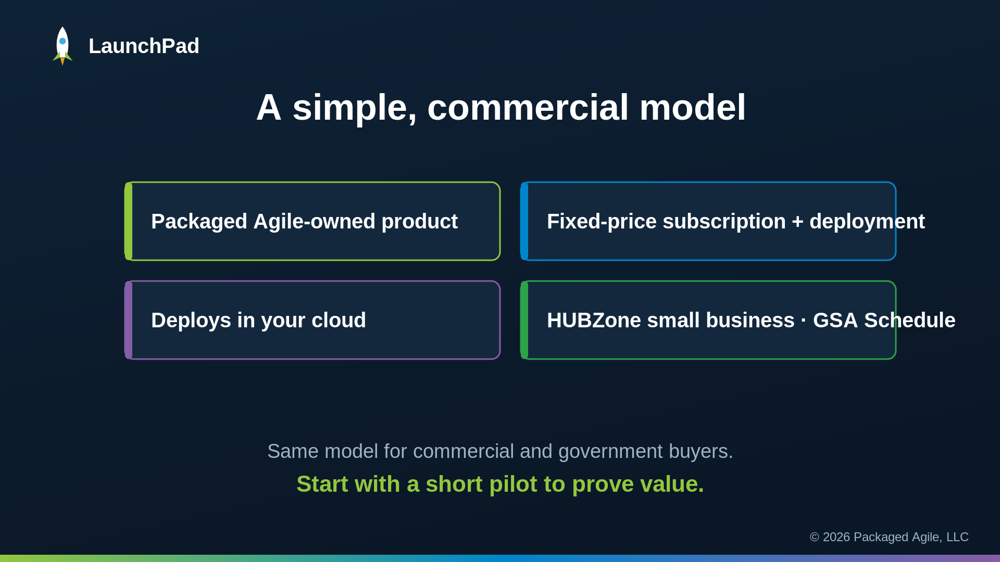 LaunchPad
A simple, commercial model
Packaged Agile-owned product
Fixed-price subscription + deployment
Deploys in your cloud
HUBZone small business · GSA Schedule
Same model for commercial and government buyers.
Start with a short pilot to prove value.
© 2026 Packaged Agile, LLC